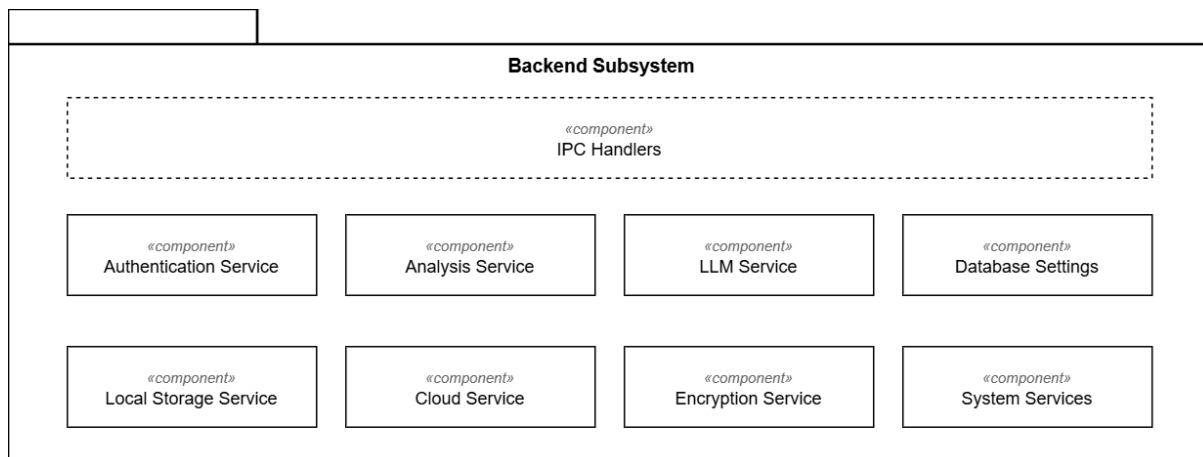 Backend Subsystem
«component»
IPC Handlers
«component»
Authentication Service
«component»
Analysis Service
«component»
LLM Service
«component»
Database Settings
«component»
Local Storage Service
«component»
Cloud Service
«component»
Encryption Service
«component»
System Services